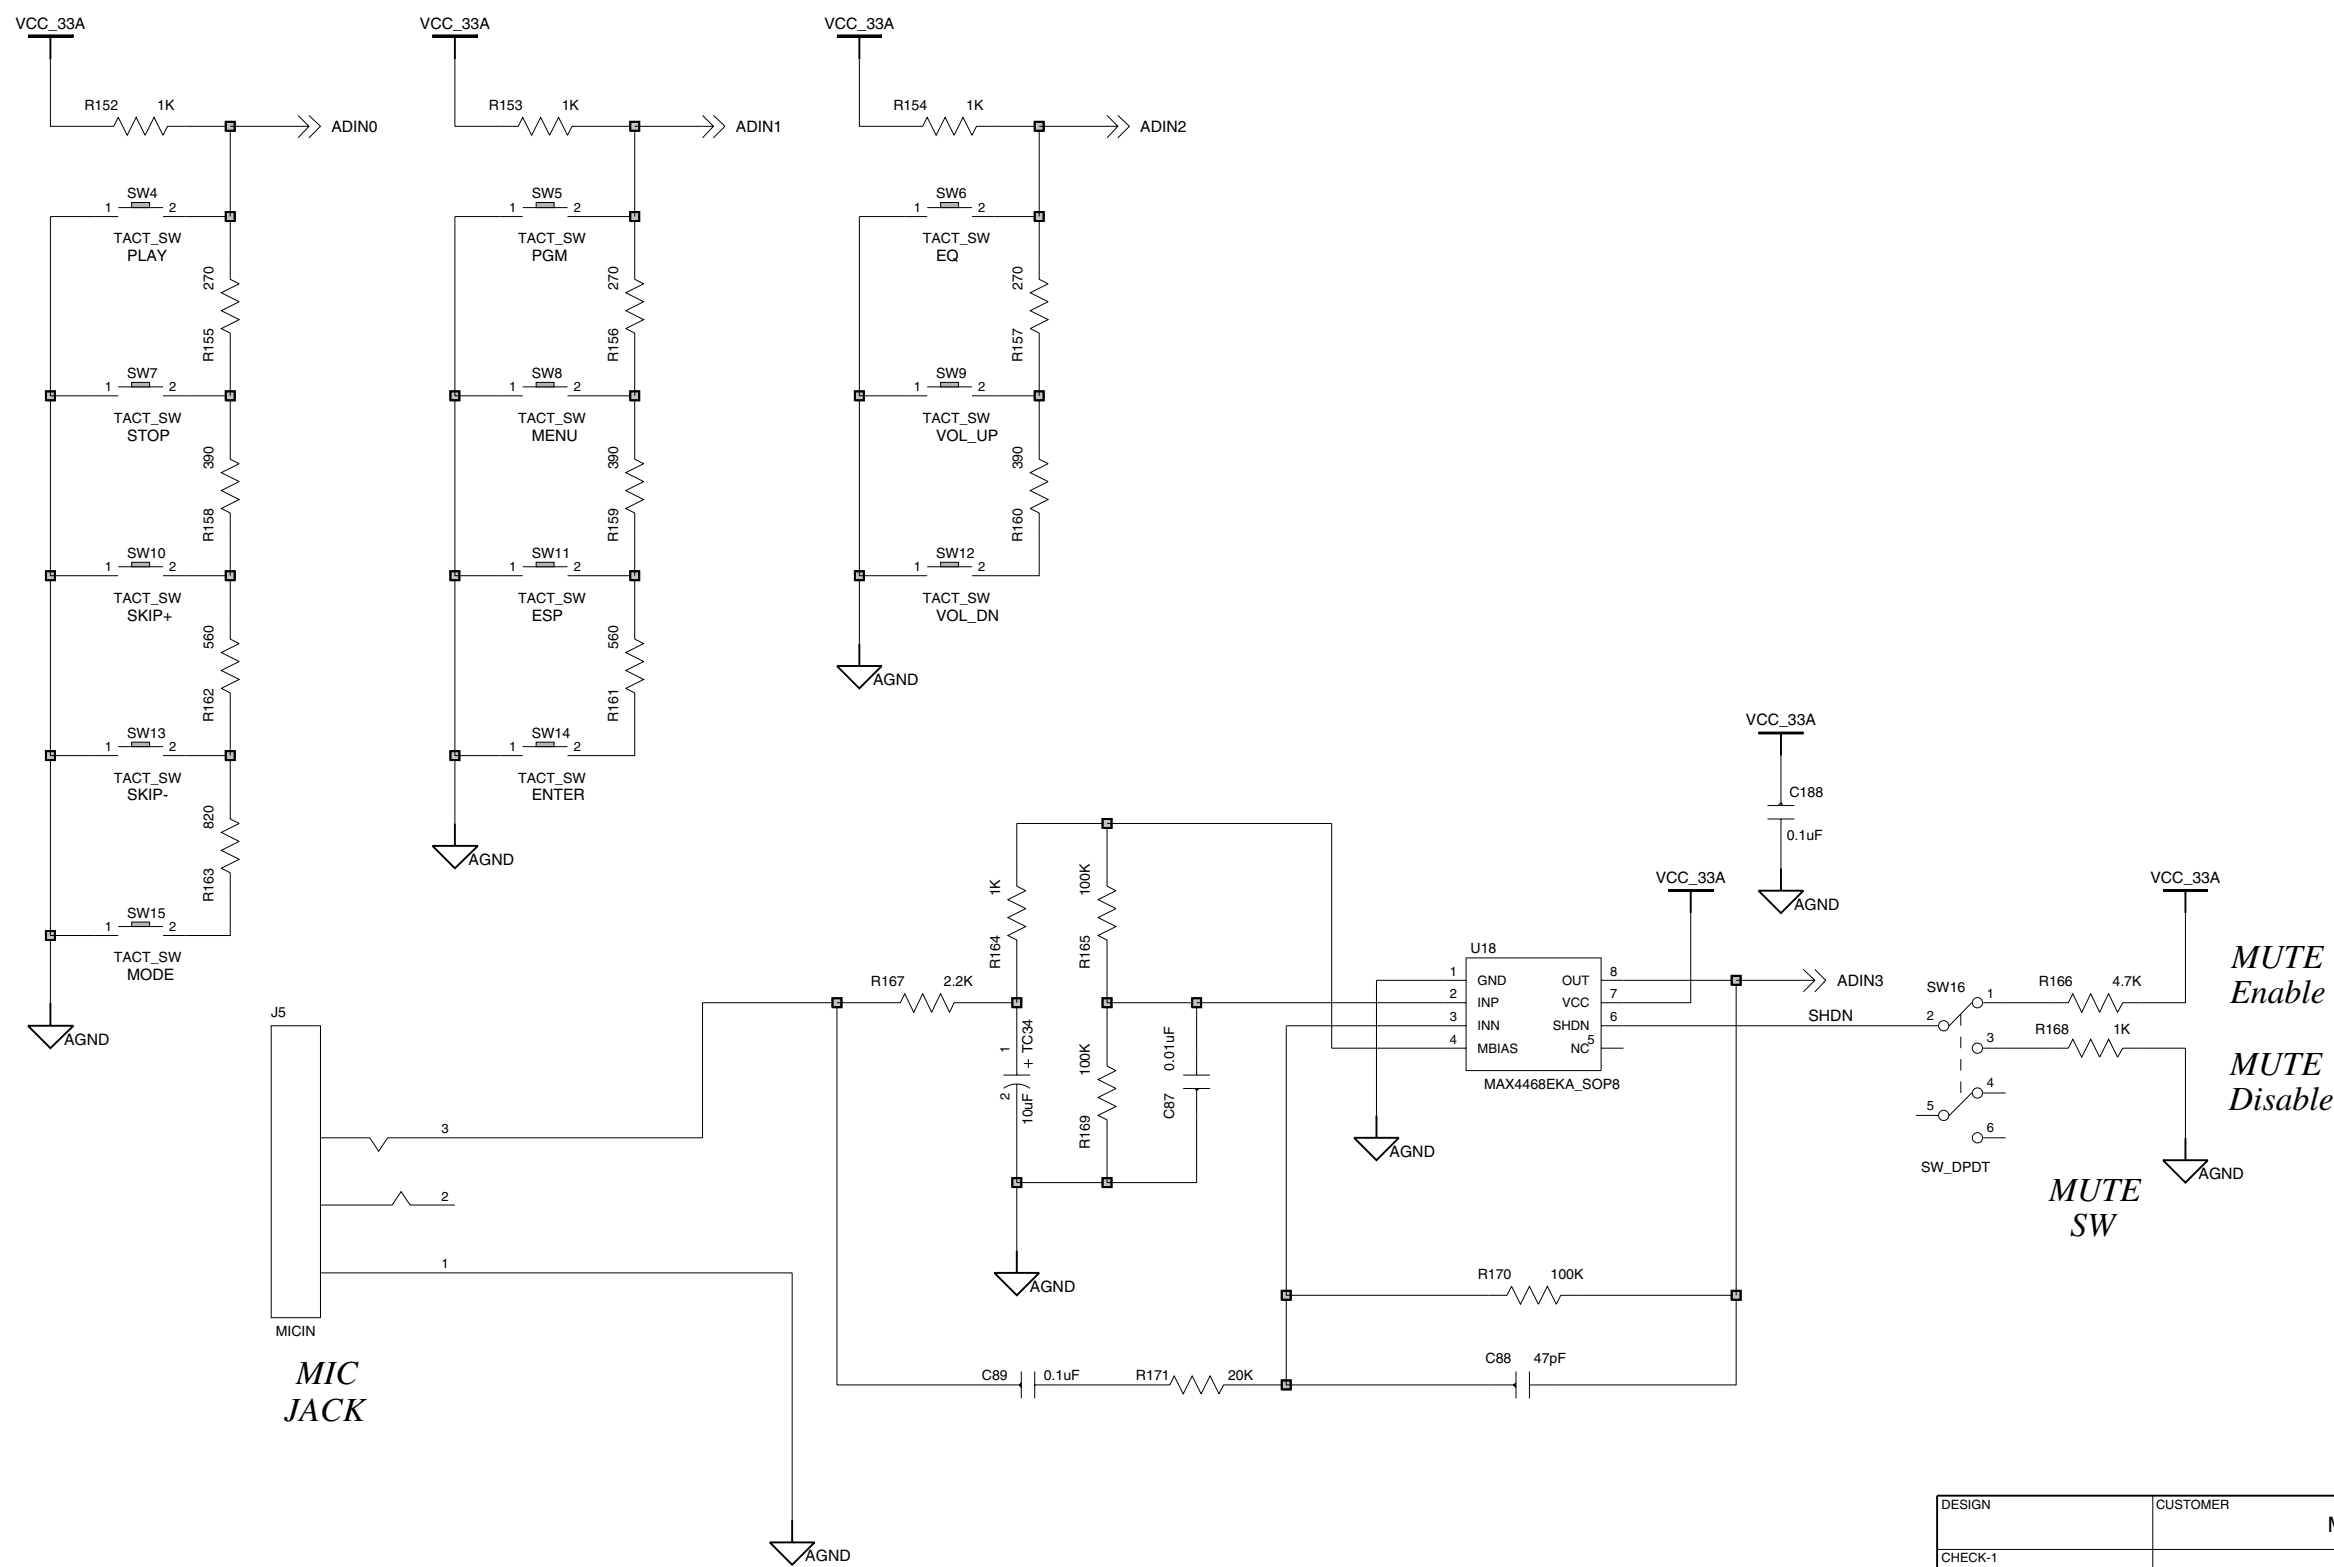 VCC_33A
R152 1K
ADIN0
SW4
1 2
TACT_SW
PLAY
270
R155
SW7
1 2
TACT_SW
STOP
390
R158
SW10
1 2
TACT_SW
SKIP+
560
R162
SW13
1 2
TACT_SW
SKIP-
820
R163
SW15
1 2
TACT_SW
MODE
AGND
VCC_33A
R153 1K
ADIN1
SW5
1 2
TACT_SW
PGM
270
R156
SW8
1 2
TACT_SW
MENU
390
R159
SW11
1 2
TACT_SW
ESP
560
R161
SW14
1 2
TACT_SW
ENTER
AGND
VCC_33A
R154 1K
ADIN2
SW6
1 2
TACT_SW
EQ
270
R157
SW9
1 2
TACT_SW
VOL_UP
390
R160
SW12
1 2
TACT_SW
VOL_DN
AGND
VCC_33A
C188
0.1uF
AGND
J5
3
2
1
MICIN
MIC
JACK
AGND
R167 2.2K
1K
R164
100K
R165
1
+ TC34
2
10uF
100K
R169
0.01uF
C87
AGND
U18
1 GND OUT 8
2 INP VCC 7
3 INN SHDN 6
4 MBIAS NC 5
MAX4468EKA_SOP8
AGND
VCC_33A
ADIN3
SHDN
SW16
2
1
3
4
5
6
SW_DPDT
R166 4.7K
R168 1K
VCC_33A
AGND
MUTE
Enable
MUTE
Disable
MUTE
SW
R170 100K
C88 47pF
C89 0.1uF
R171 20K
DESIGN CUSTOMER
CHECK-1